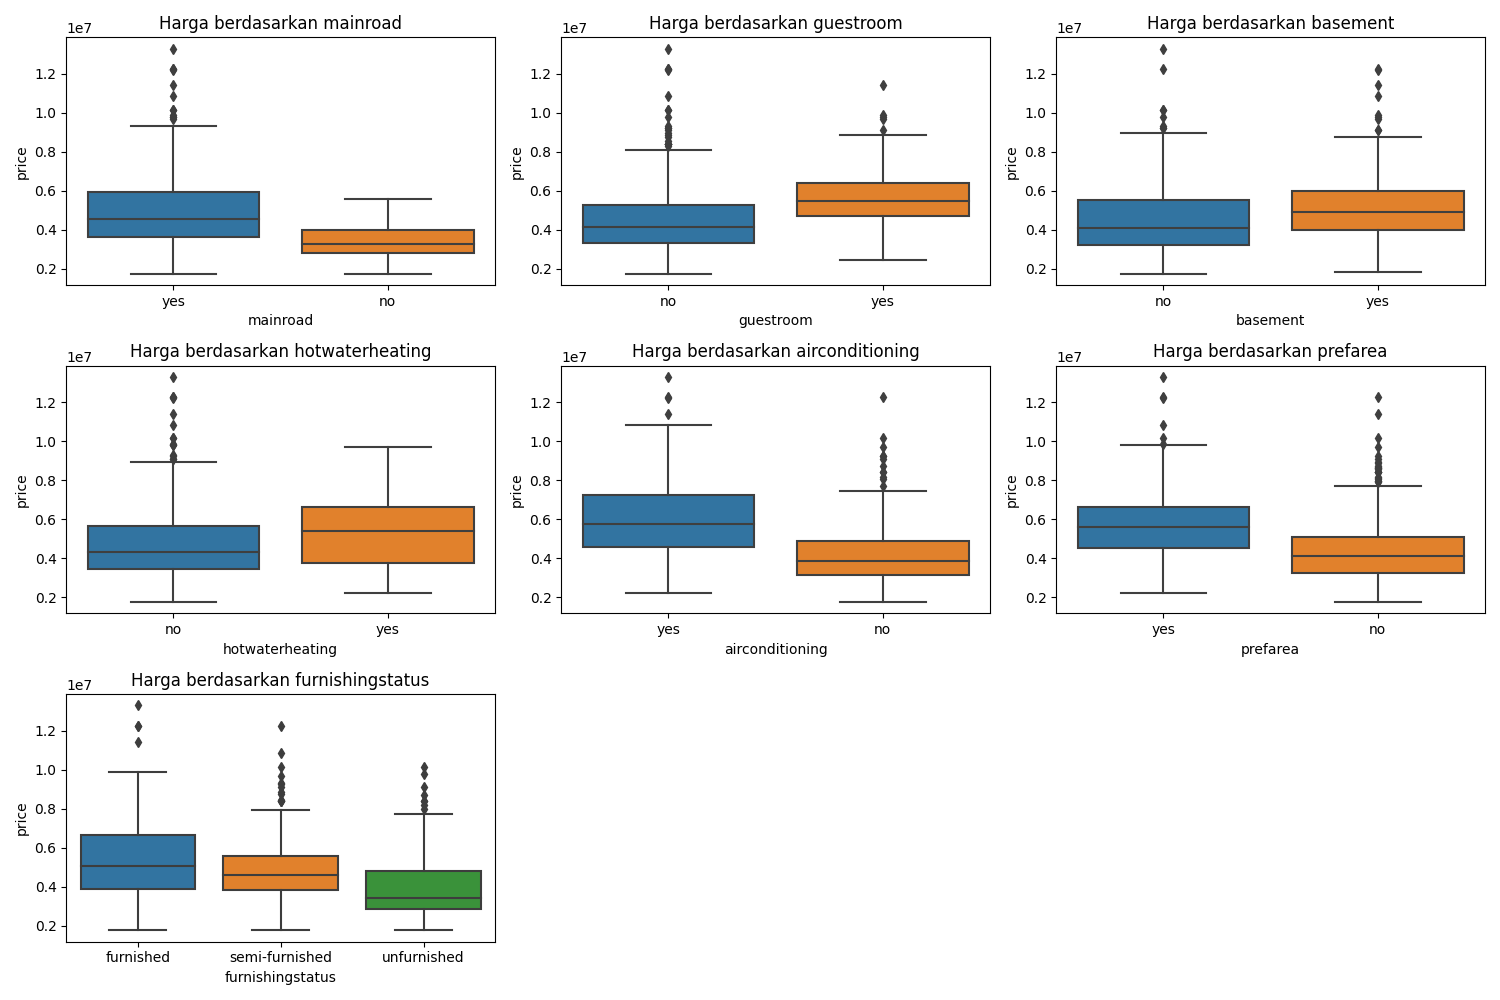 Harga berdasarkan mainroad
1e7
1.2
1.0
0.8
0.6
0.4
0.2
price
yes no
mainroad
Harga berdasarkan guestroom
1e7
1.2
1.0
0.8
0.6
0.4
0.2
price
no yes
guestroom
Harga berdasarkan basement
1e7
1.2
1.0
0.8
0.6
0.4
0.2
price
no yes
basement
Harga berdasarkan hotwaterheating
1e7
1.2
1.0
0.8
0.6
0.4
0.2
price
no yes
hotwaterheating
Harga berdasarkan airconditioning
1e7
1.2
1.0
0.8
0.6
0.4
0.2
price
yes no
airconditioning
Harga berdasarkan prefarea
1e7
1.2
1.0
0.8
0.6
0.4
0.2
price
yes no
prefarea
Harga berdasarkan furnishingstatus
1e7
1.2
1.0
0.8
0.6
0.4
0.2
price
furnished semi-furnished unfurnished
furnishingstatus